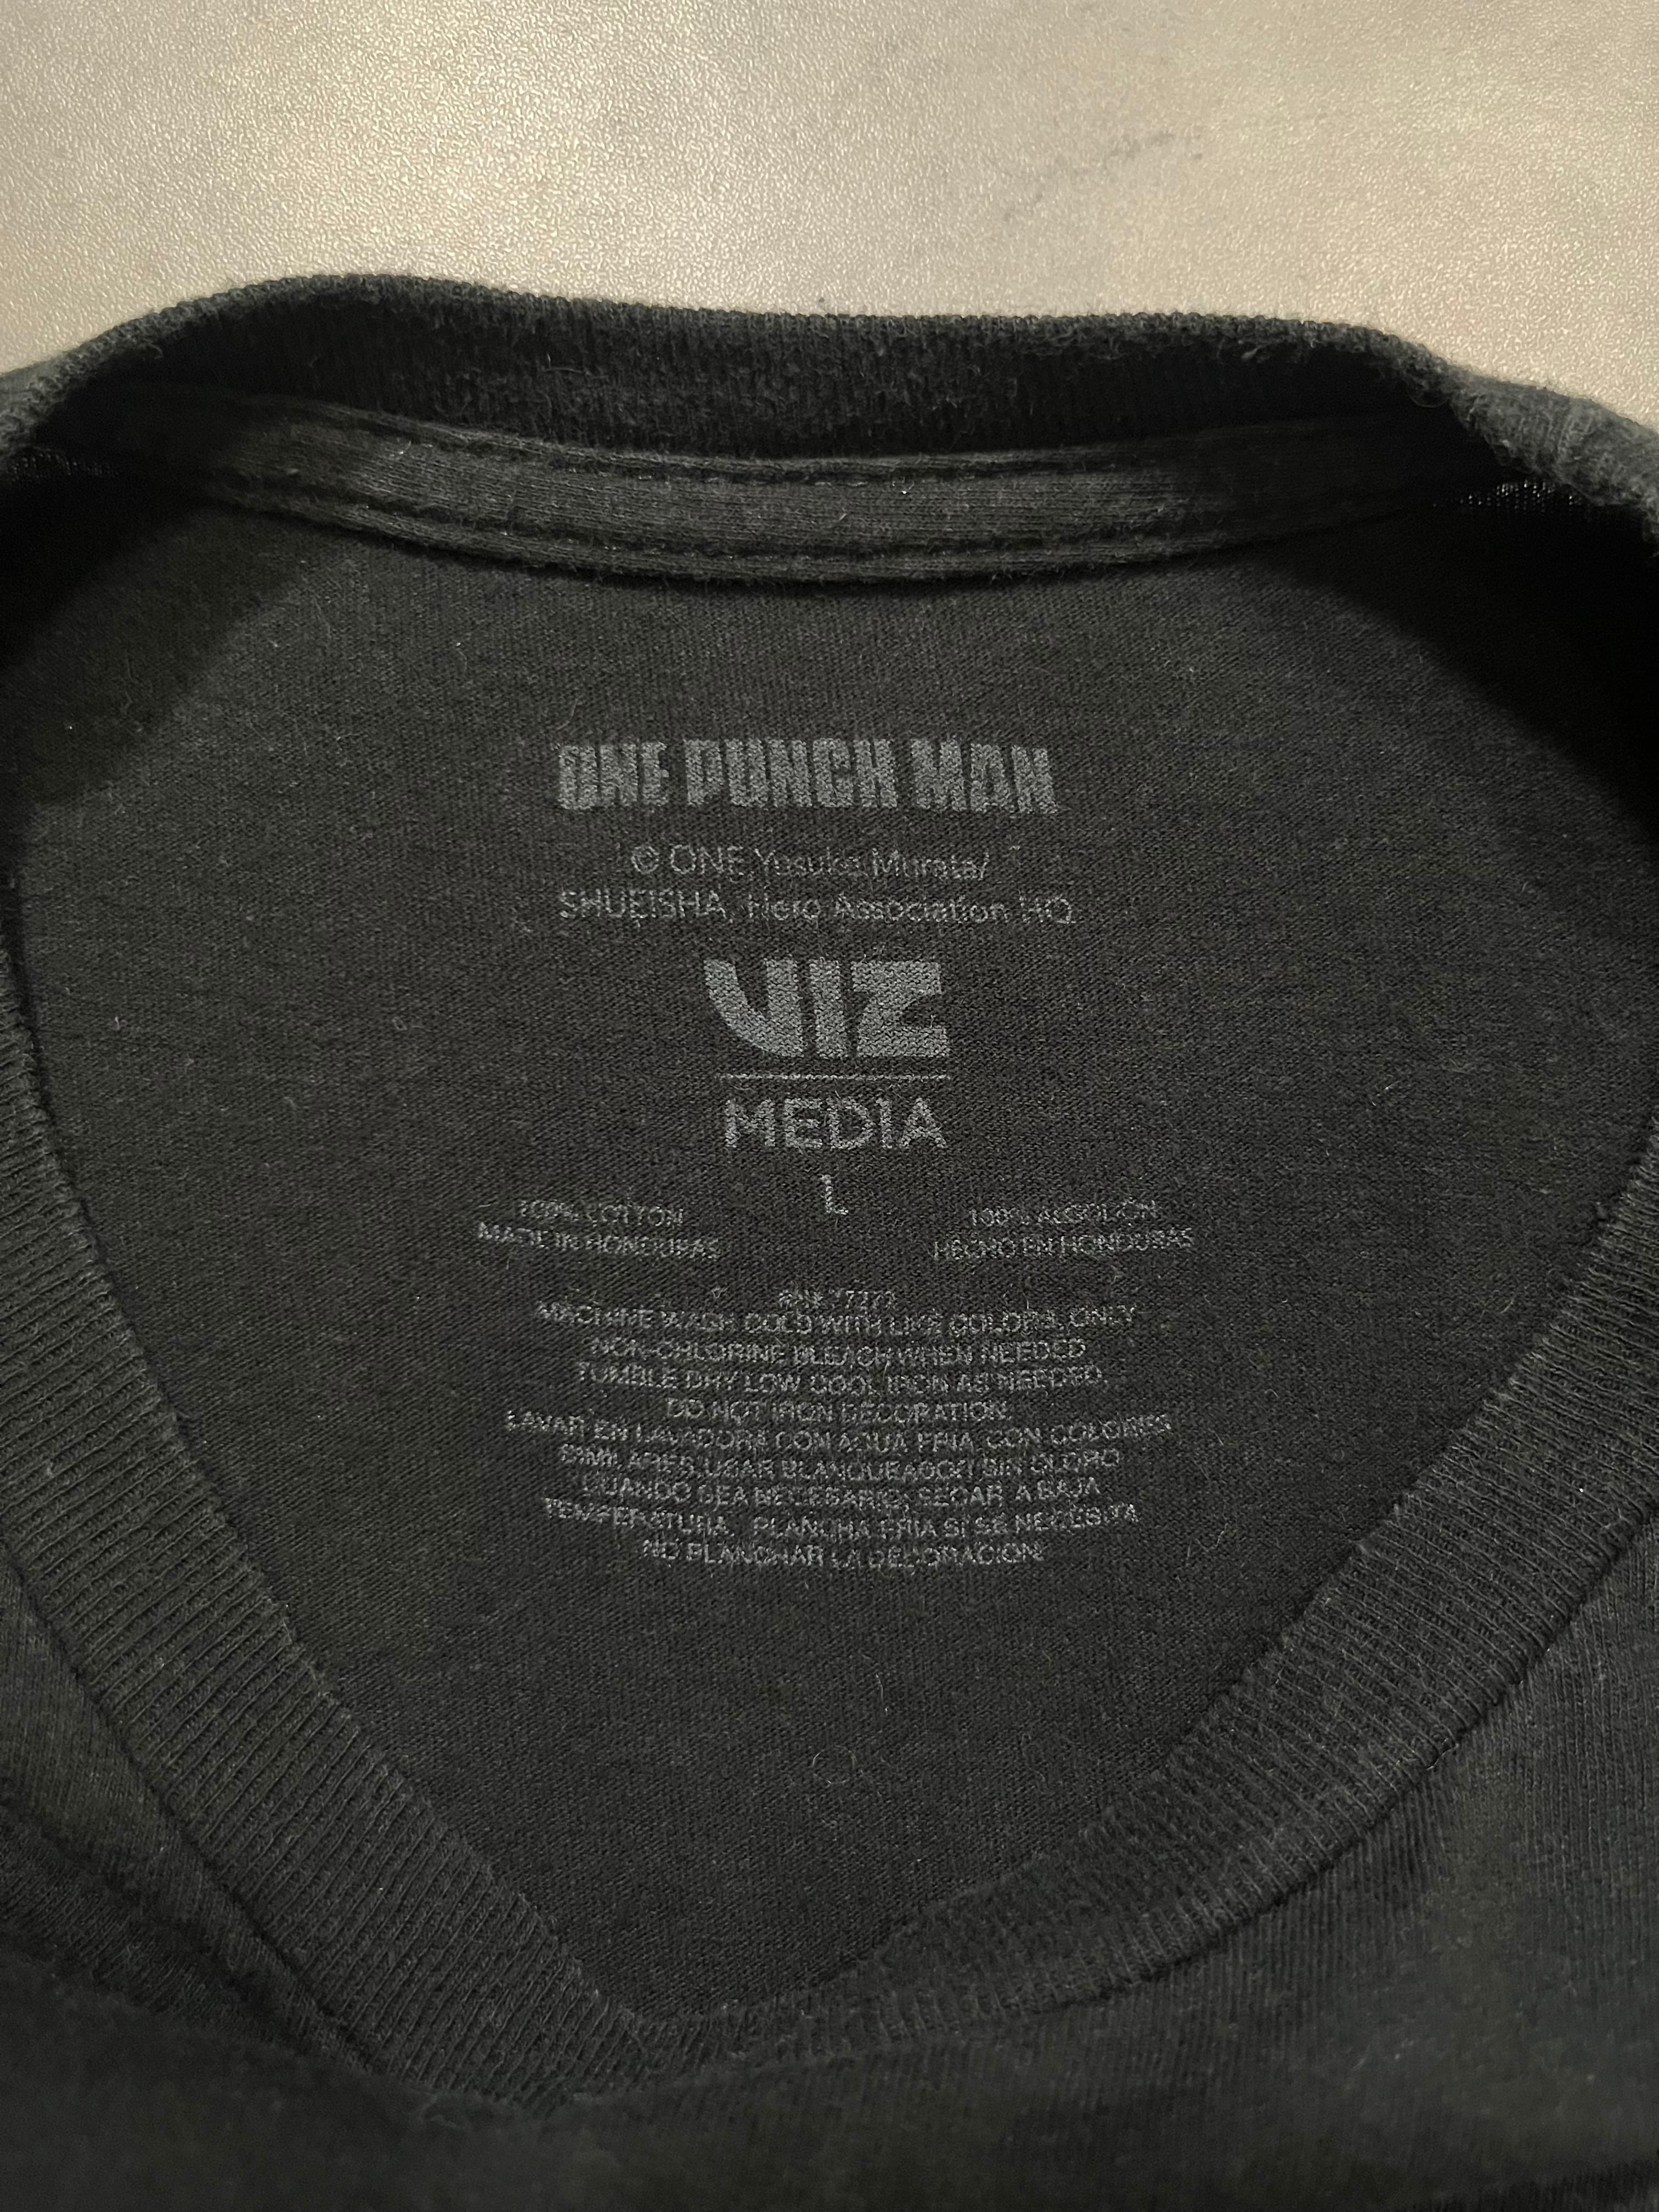 ONE PUNCH MAN
© ONE, Yusuke Murata/
SHUEISHA, Hero Association HQ.
VIZ
MEDIA
L
100% COTTON
MADE IN HONDURAS
100% ALGOLÓN
HECHO EN HONDURAS
MACHINE WASH COLD WITH LIKE COLORS, ONLY
NON-CHLORINE BLEACH WHEN NEEDED
TUMBLE DRY LOW COOL IRON AS NEEDED,
DO NOT IRON DECORATION.
LAVAR EN LAVADORA CON AGUA FRIA, CON COLORES
SIMILARES, USAR BLANQUEADOR SIN CLORO
CUANDO SEA NECESARIO, SECAR A BAJA
TEMPERATURA. PLANCHA FRIA SI SE NECESITA
NO PLANCHAR LA DECORACION.